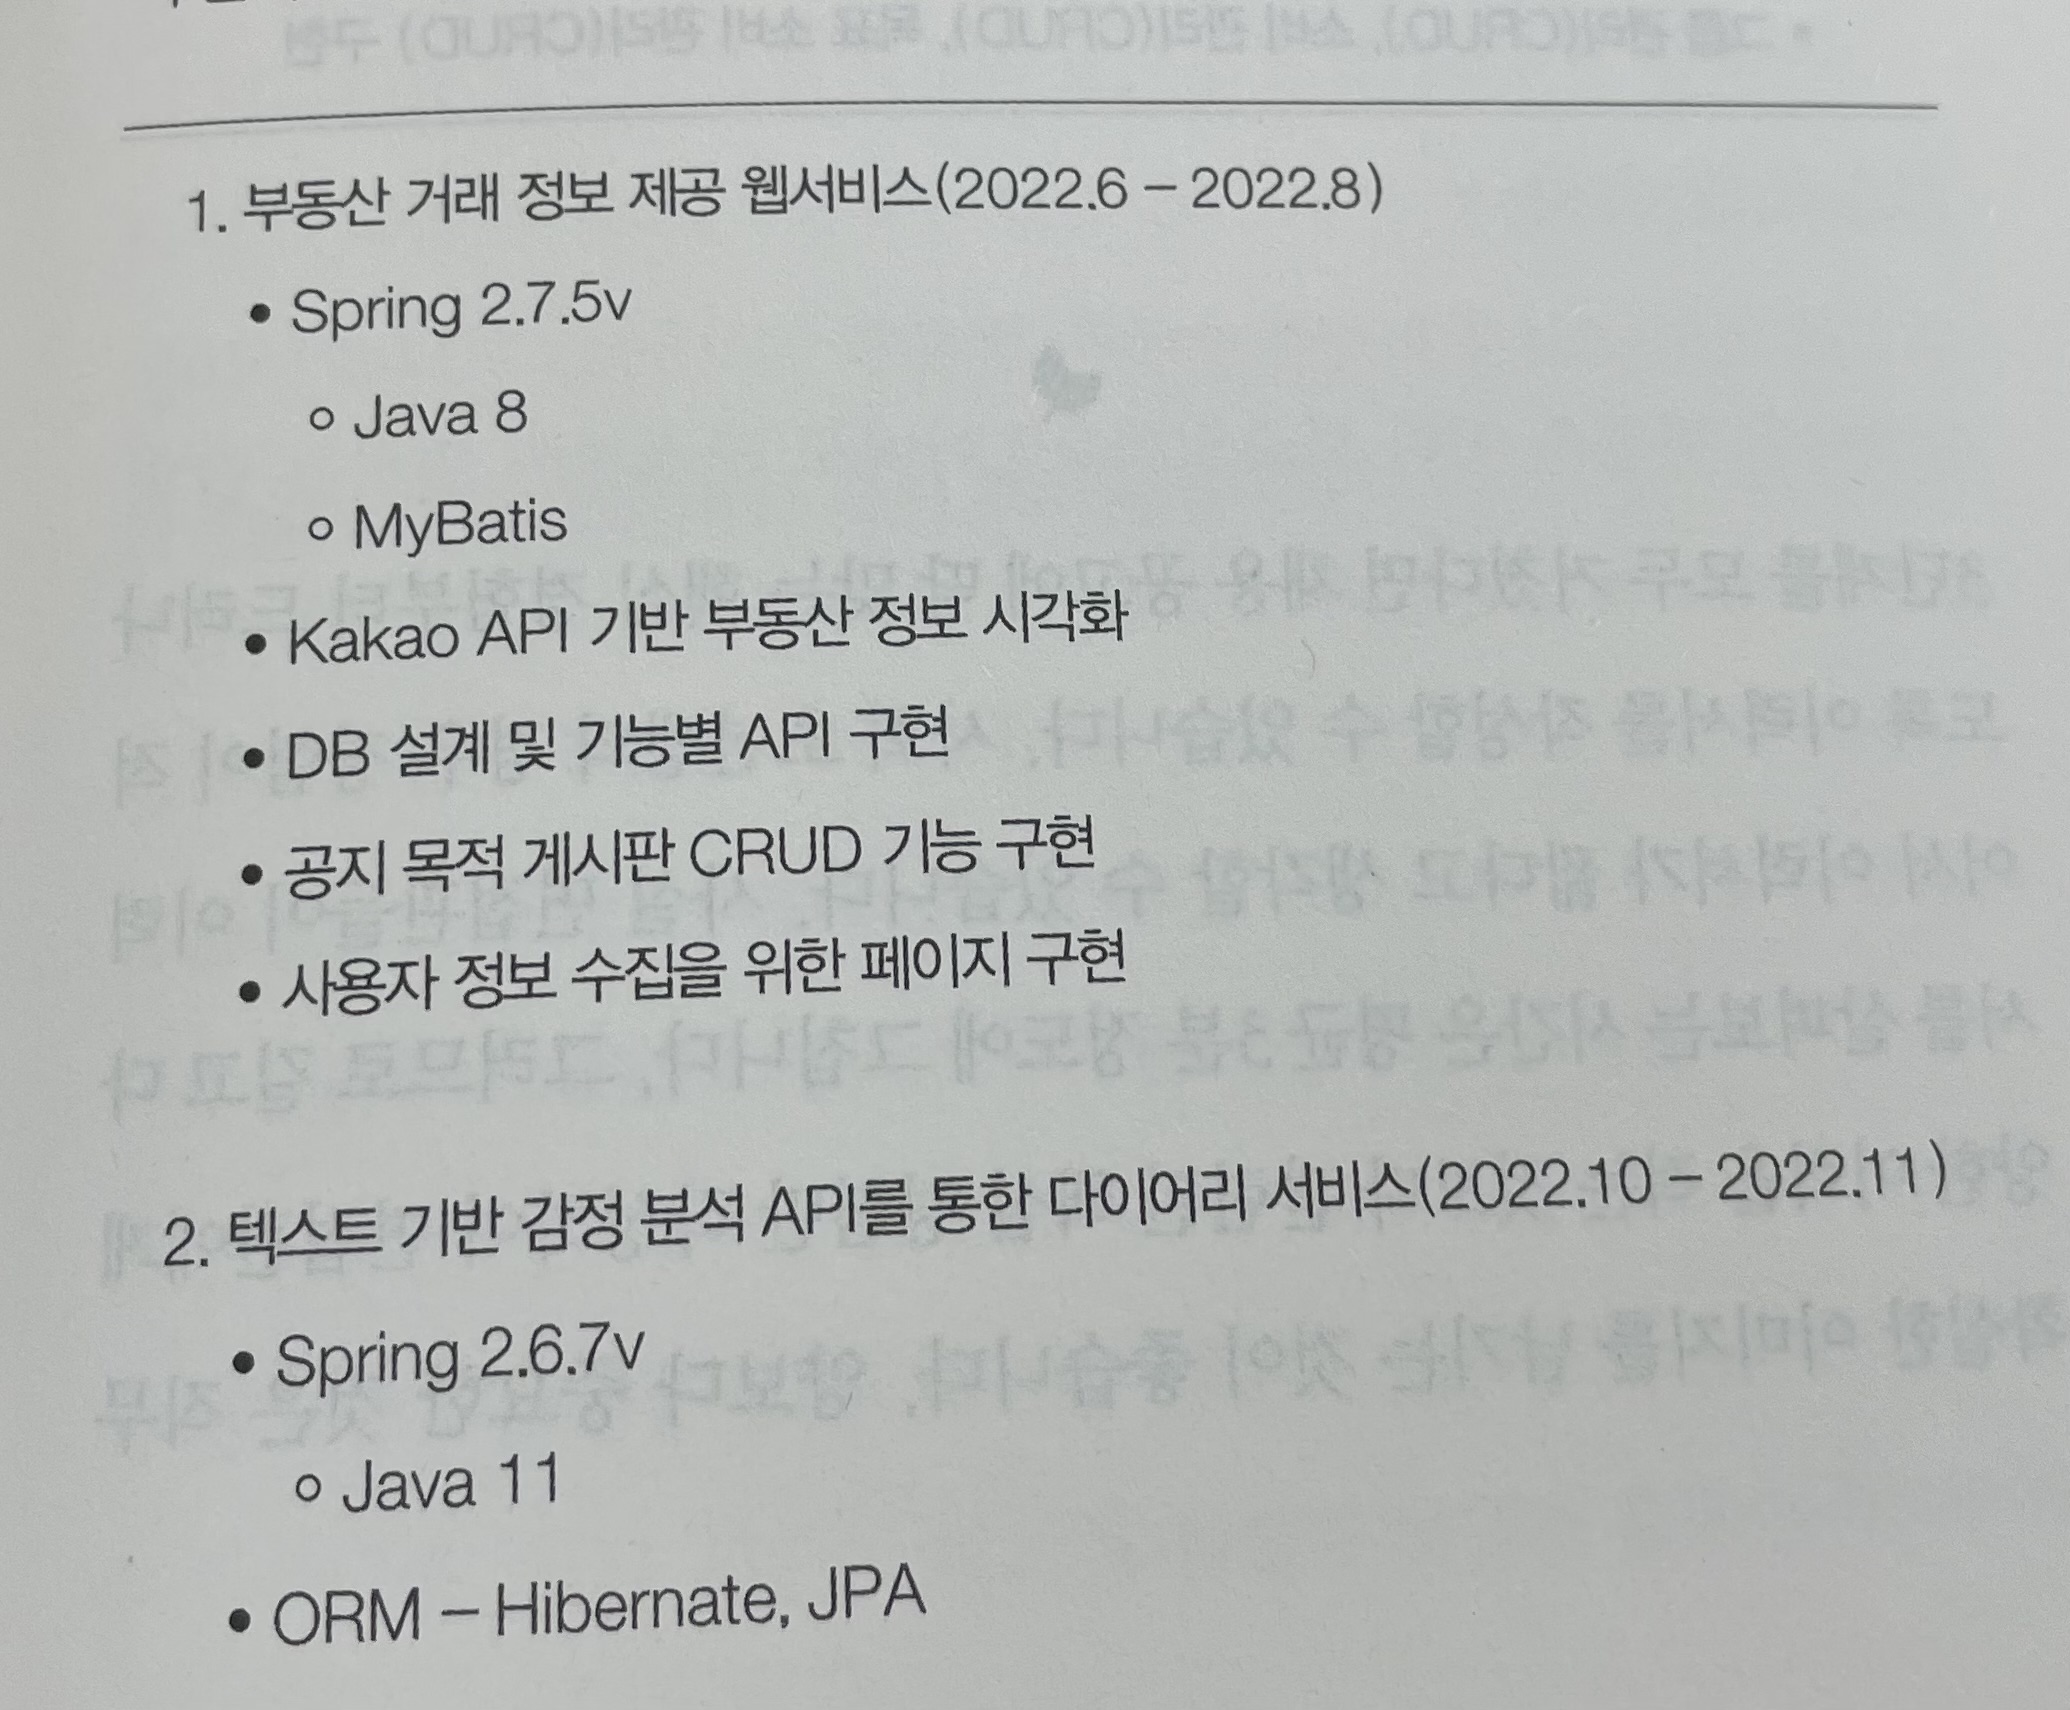 1. 부동산 거래 정보 제공 웹서비스(2022.6 – 2022.8)
• Spring 2.7.5v
○ Java 8
○ MyBatis
• Kakao API 기반 부동산 정보 시각화
• DB 설계 및 기능별 API 구현
• 공지 목적 게시판 CRUD 기능 구현
• 사용자 정보 수집을 위한 페이지 구현
2. 텍스트 기반 감정 분석 API를 통한 다이어리 서비스(2022.10 – 2022.11)
• Spring 2.6.7v
○ Java 11
• ORM – Hibernate, JPA